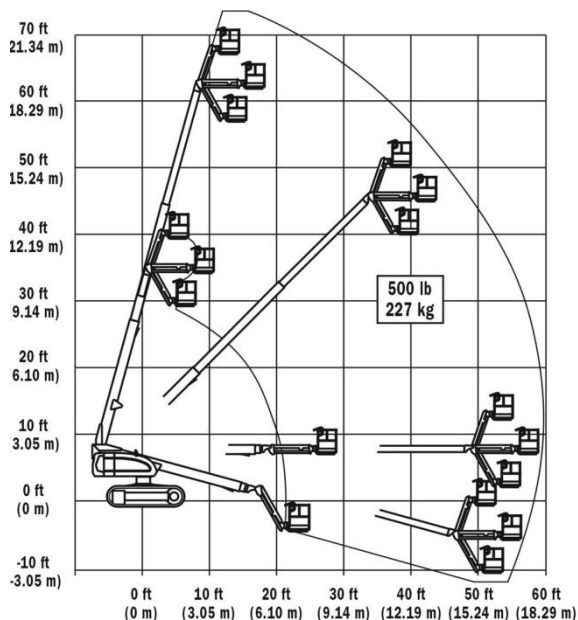 70 ft
(21.34 m)
60 ft
(18.29 m)
50 ft
(15.24 m)
40 ft
(12.19 m)
30 ft
(9.14 m)
20 ft
(6.10 m)
10 ft
(3.05 m)
0 ft
(0 m)
-10 ft
-3.05 m)
500 lb
227 kg
0 ft 10 ft 20 ft 30 ft 40 ft 50 ft 60 ft
(0 m) (3.05 m) (6.10 m) (9.14 m) (12.19 m) (15.24 m) (18.29 m)